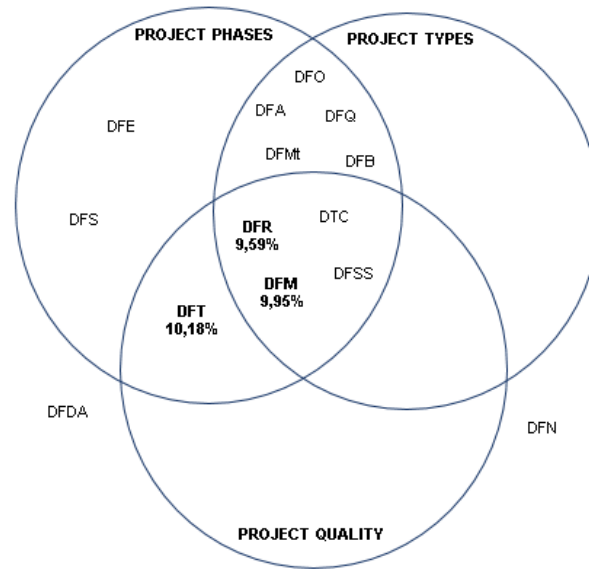 PROJECT PHASES
PROJECT TYPES
DFO
DFA
DFQ
DFE
DFMt
DFB
DFS
DFR
9,59%
DTC
DFM
9,95%
DFSS
DFT
10,18%
DFDA
DFN
PROJECT QUALITY